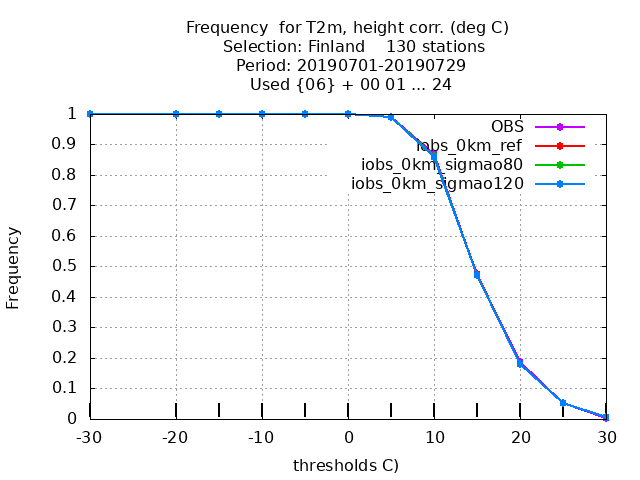 Frequency  for T2m, height corr. (deg C)
Selection: Finland    130 stations
Period: 20190701-20190729
Used {06} + 00 01 ... 24
OBS
iobs_0km_ref
iobs_0km_sigmao80
iobs_0km_sigmao120
1
0.9
0.8
0.7
0.6
0.5
0.4
0.3
0.2
0.1
0
Frequency
-30 -20 -10 0 10 20 30
thresholds C)